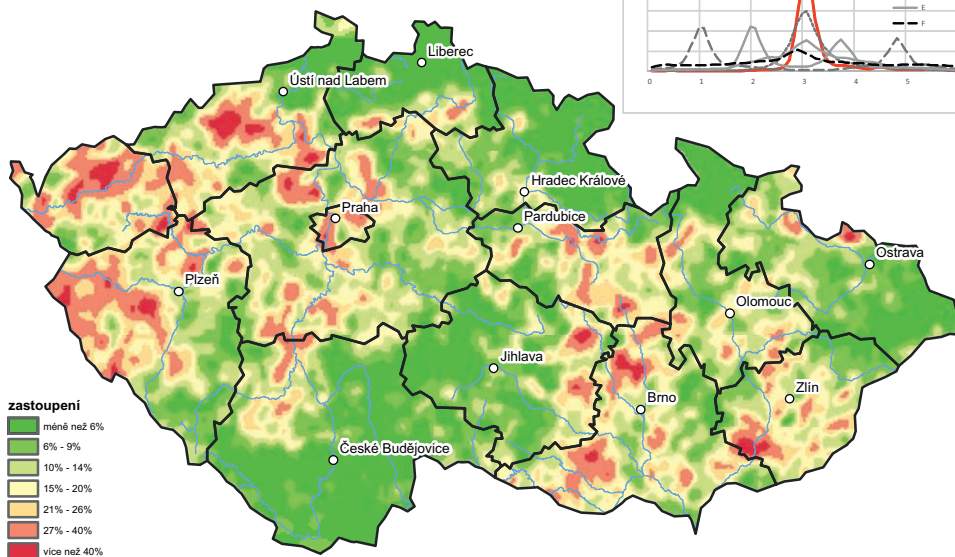 E
F
0 1 2 3 4 5
Liberec
Ústí nad Labem
Hradec Králové
Praha
Pardubice
Ostrava
Plzeň
Olomouc
Jihlava
Zlín
Brno
České Budějovice
zastoupení
méně než 6%
6% - 9%
10% - 14%
15% - 20%
21% - 26%
27% - 40%
více než 40%